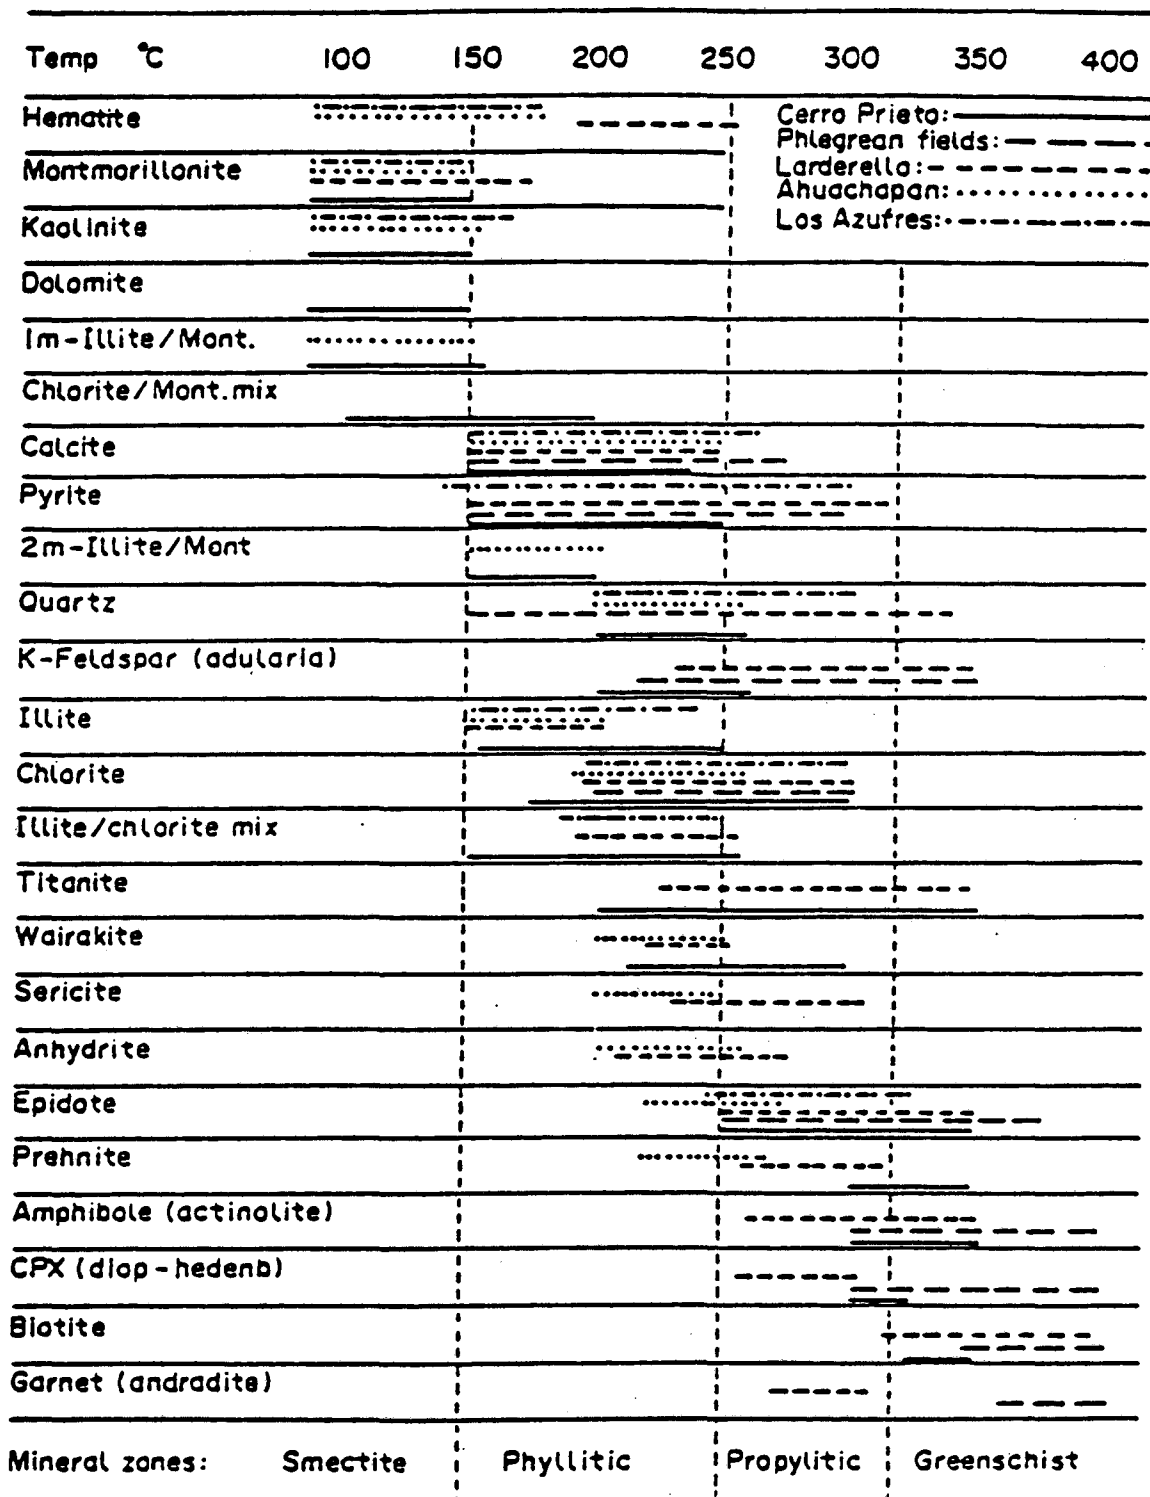 Temp °C 100 150 200 250 300 350 400
Hematite
Cerro Prieto:
Phlegrean fields:
Montmorillonite
Larderello:
Ahuachapan:
Kaolinite
Los Azufres:
Dolomite
1m-Illite/Mont.
Chlorite/Mont.mix
Calcite
Pyrite
2m-Illite/Mont
Quartz
K-Feldspar (adularia)
Illite
Chlorite
Illite/chlorite mix
Titanite
Wairakite
Sericite
Anhydrite
Epidote
Prehnite
Amphibole (actinolite)
CPX (diop-hedenb)
Biotite
Garnet (andradite)
Mineral zones: Smectite Phyllitic Propylitic Greenschist